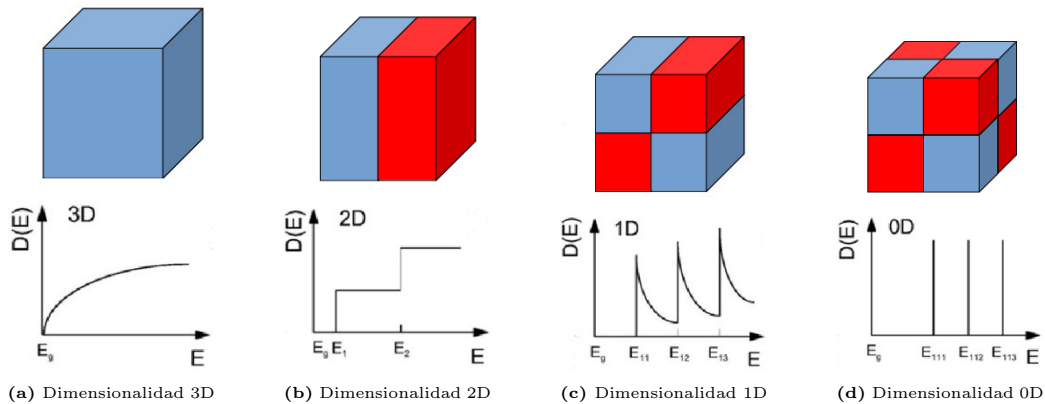 D(E)
3D
E_g
E
(a) Dimensionalidad 3D
D(E)
2D
E_g E_1 E_2
E
(b) Dimensionalidad 2D
D(E)
1D
E_g E_11 E_12 E_13
E
(c) Dimensionalidad 1D
D(E)
0D
E_g E_111 E_112 E_113
E
(d) Dimensionalidad 0D